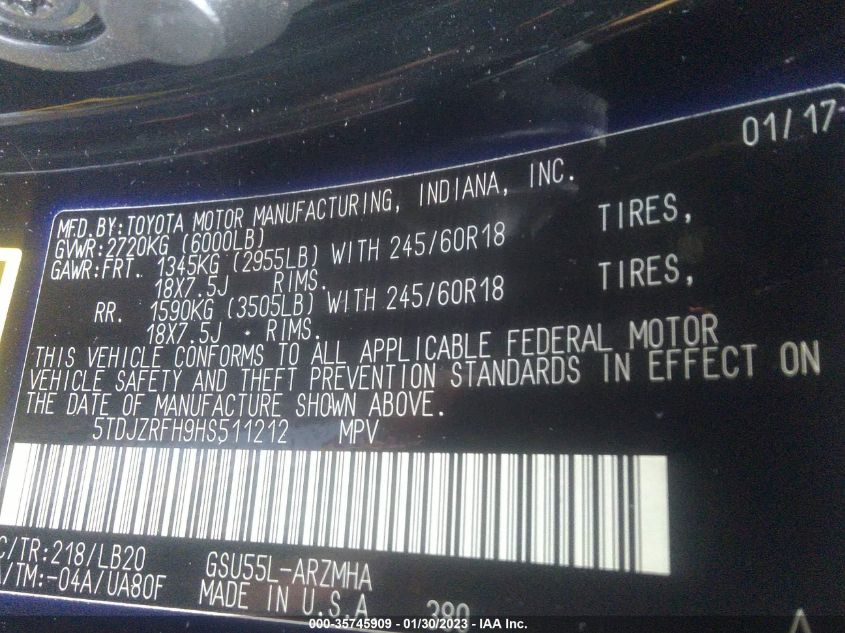 01/17
MFD.BY:TOYOTA MOTOR MANUFACTURING, INDIANA, INC.
GVWR:2720KG (6000LB)
GAWR:FRT. 1345KG (2955LB) WITH 245/60R18 TIRES,
18X7.5J RIMS.
RR. 1590KG (3505LB) WITH 245/60R18 TIRES,
18X7.5J RIMS.
THIS VEHICLE CONFORMS TO ALL APPLICABLE FEDERAL MOTOR
VEHICLE SAFETY AND THEFT PREVENTION STANDARDS IN EFFECT ON
THE DATE OF MANUFACTURE SHOWN ABOVE.
5TDJZRFH9HS511212 MPV
C/TR:218/LB20 GSU55L-ARZMHA
/TM:-04A/UA80F MADE IN U.S.A 390
000-35745909 - 01/30/2023 - IAA Inc.